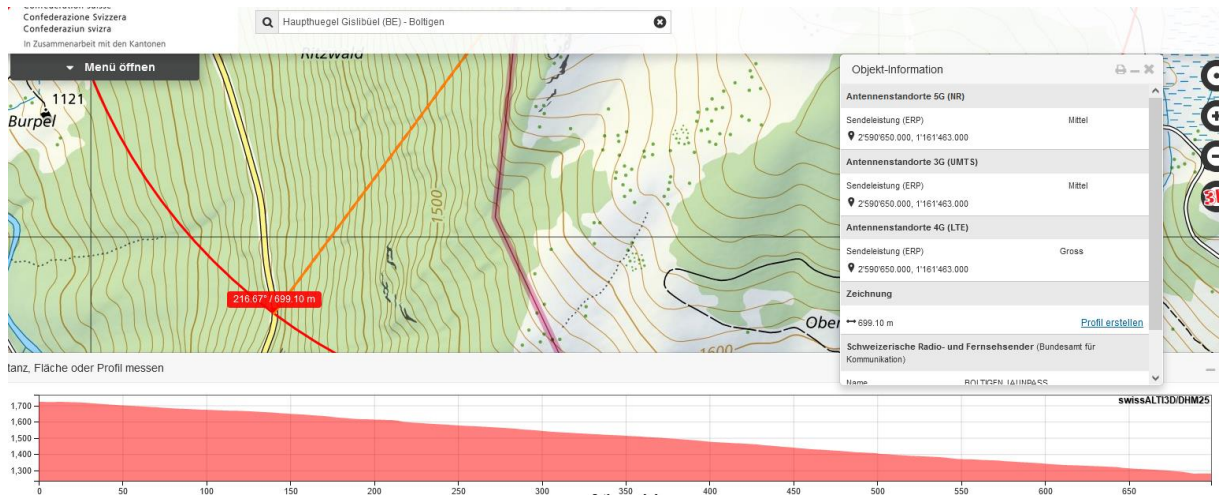 Confederazione Svizzera
Confederaziun svizra
In Zusammenarbeit mit den Kantonen
Haupthuegel Gislibüel (BE) - Boltigen
Menü öffnen
Ritzwald
1121
Burpel
1500
216.67° / 699.10 m
1600
Ober
Objekt-Information
Antennenstandorte 5G (NR)
Sendeleistung (ERP) Mittel
2'590'650.000, 1'161'463.000
Antennenstandorte 3G (UMTS)
Sendeleistung (ERP) Mittel
2'590'650.000, 1'161'463.000
Antennenstandorte 4G (LTE)
Sendeleistung (ERP) Gross
2'590'650.000, 1'161'463.000
Zeichnung
699.10 m Profil erstellen
Schweizerische Radio- und Fernsehsender (Bundesamt für
Kommunikation)
Name BOLTIGEN JAUNPASS
3D
tanz, Fläche oder Profil messen
swissALTI3D/DHM25
1,700
1,600
1,500
1,400
1,300
0 50 100 150 200 250 300 350 400 450 500 550 600 650